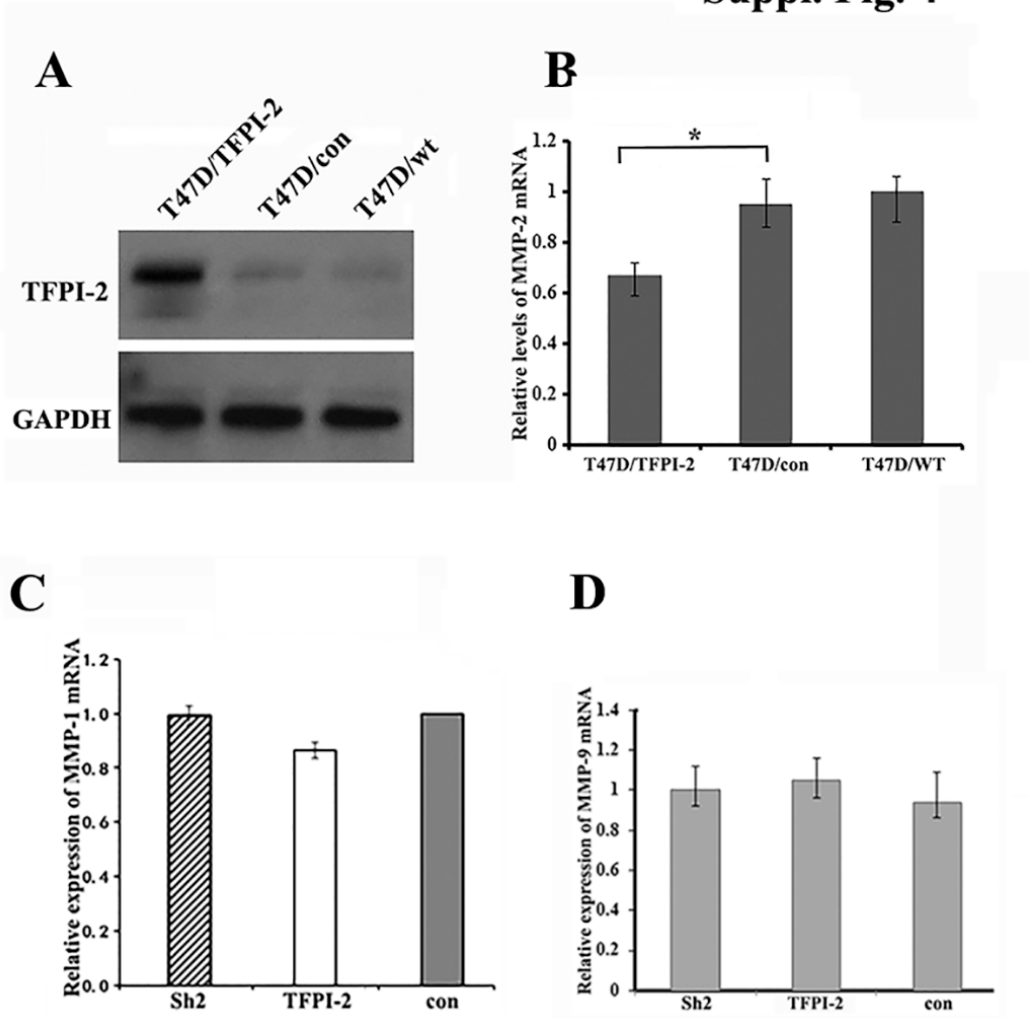 Suppl. Fig. 4
A
T47D/TFPI-2
T47D/con
T47D/wt
TFPI-2
GAPDH
B
Relative levels of MMP-2 mRNA
1.2
1
0.8
0.6
0.4
0.2
0
*
T47D/TFPI-2 T47D/con T47D/WT
C
Relative expression of MMP-1 mRNA
1.2
1.0
0.8
0.6
0.4
0.2
0.0
Sh2 TFPI-2 con
D
Relative expression of MMP-9 mRNA
1.4
1.2
1
0.8
0.6
0.4
0.2
0
Sh2 TFPI-2 con